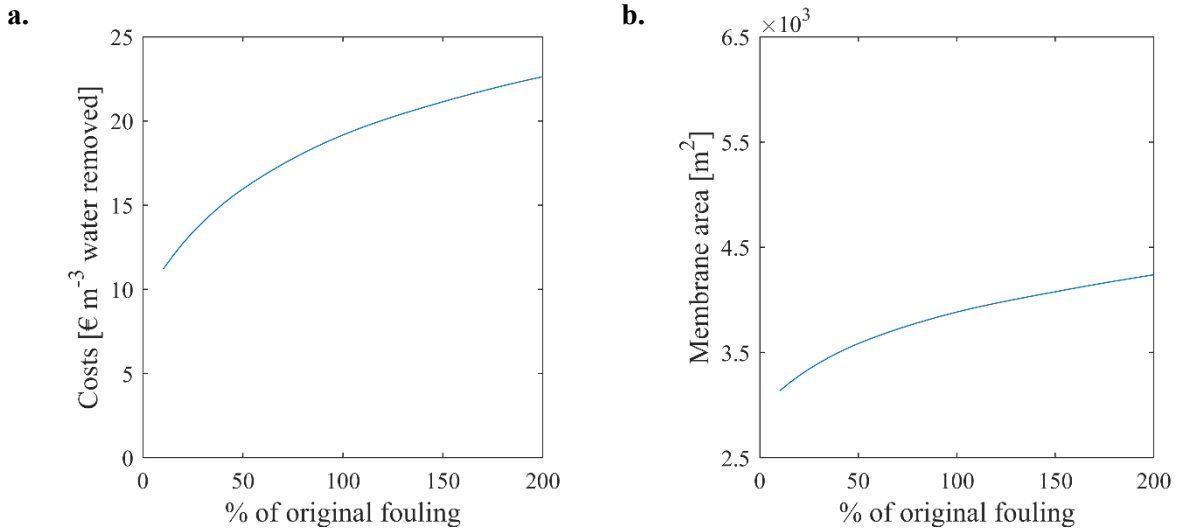 a.
25
20
15
10
5
0
Costs [€ m-3 water removed]
0 50 100 150 200
% of original fouling
b.
×103
6.5
5.5
4.5
3.5
2.5
Membrane area [m2]
0 50 100 150 200
% of original fouling